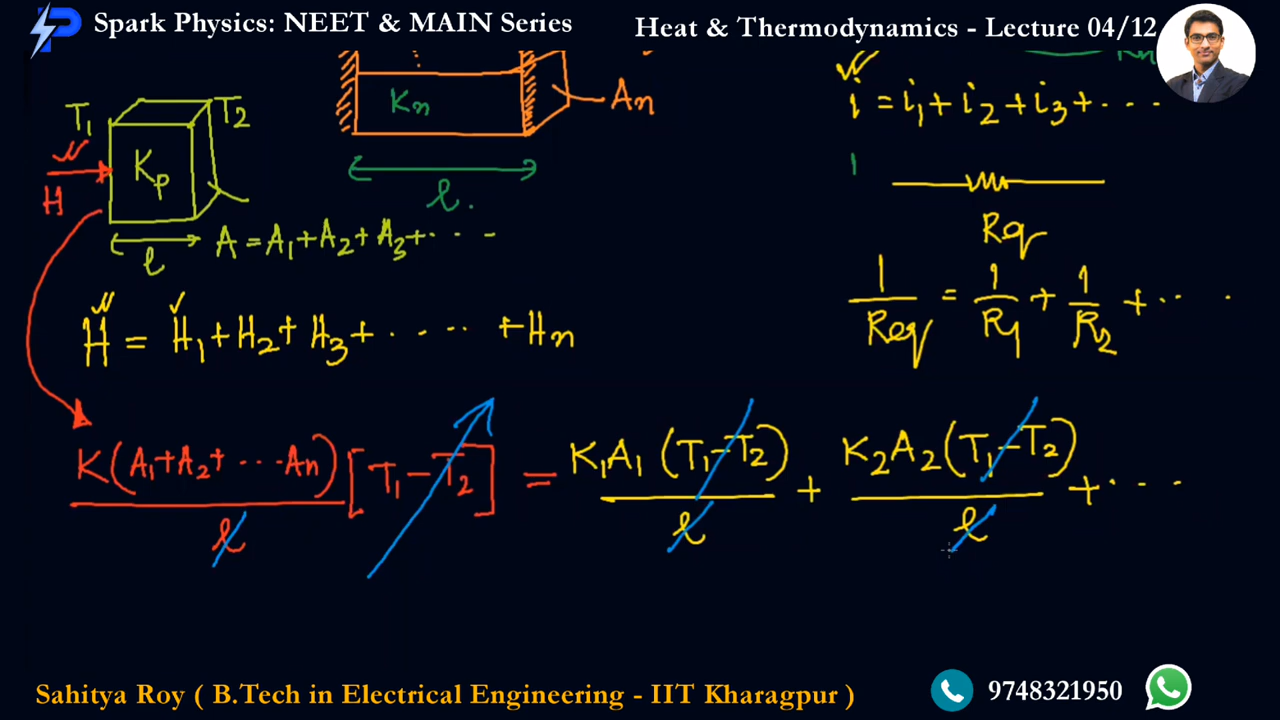 Spark Physics: NEET & MAIN Series
Heat & Thermodynamics - Lecture 04/12
Kn
An
l.
T1 T2
Kp
H
l
A = A1+A2+A3+.....
i = i1+i2+i3+...
1
Req
1/Req = 1/R1 + 1/R2 + ....
H = H1+H2+H3+.....+Hn
K(A1+A2+...An)/l [T1-T2] = K1A1(T1-T2)/l + K2A2(T1-T2)/l +....
Sahitya Roy ( B.Tech in Electrical Engineering - IIT Kharagpur )
9748321950